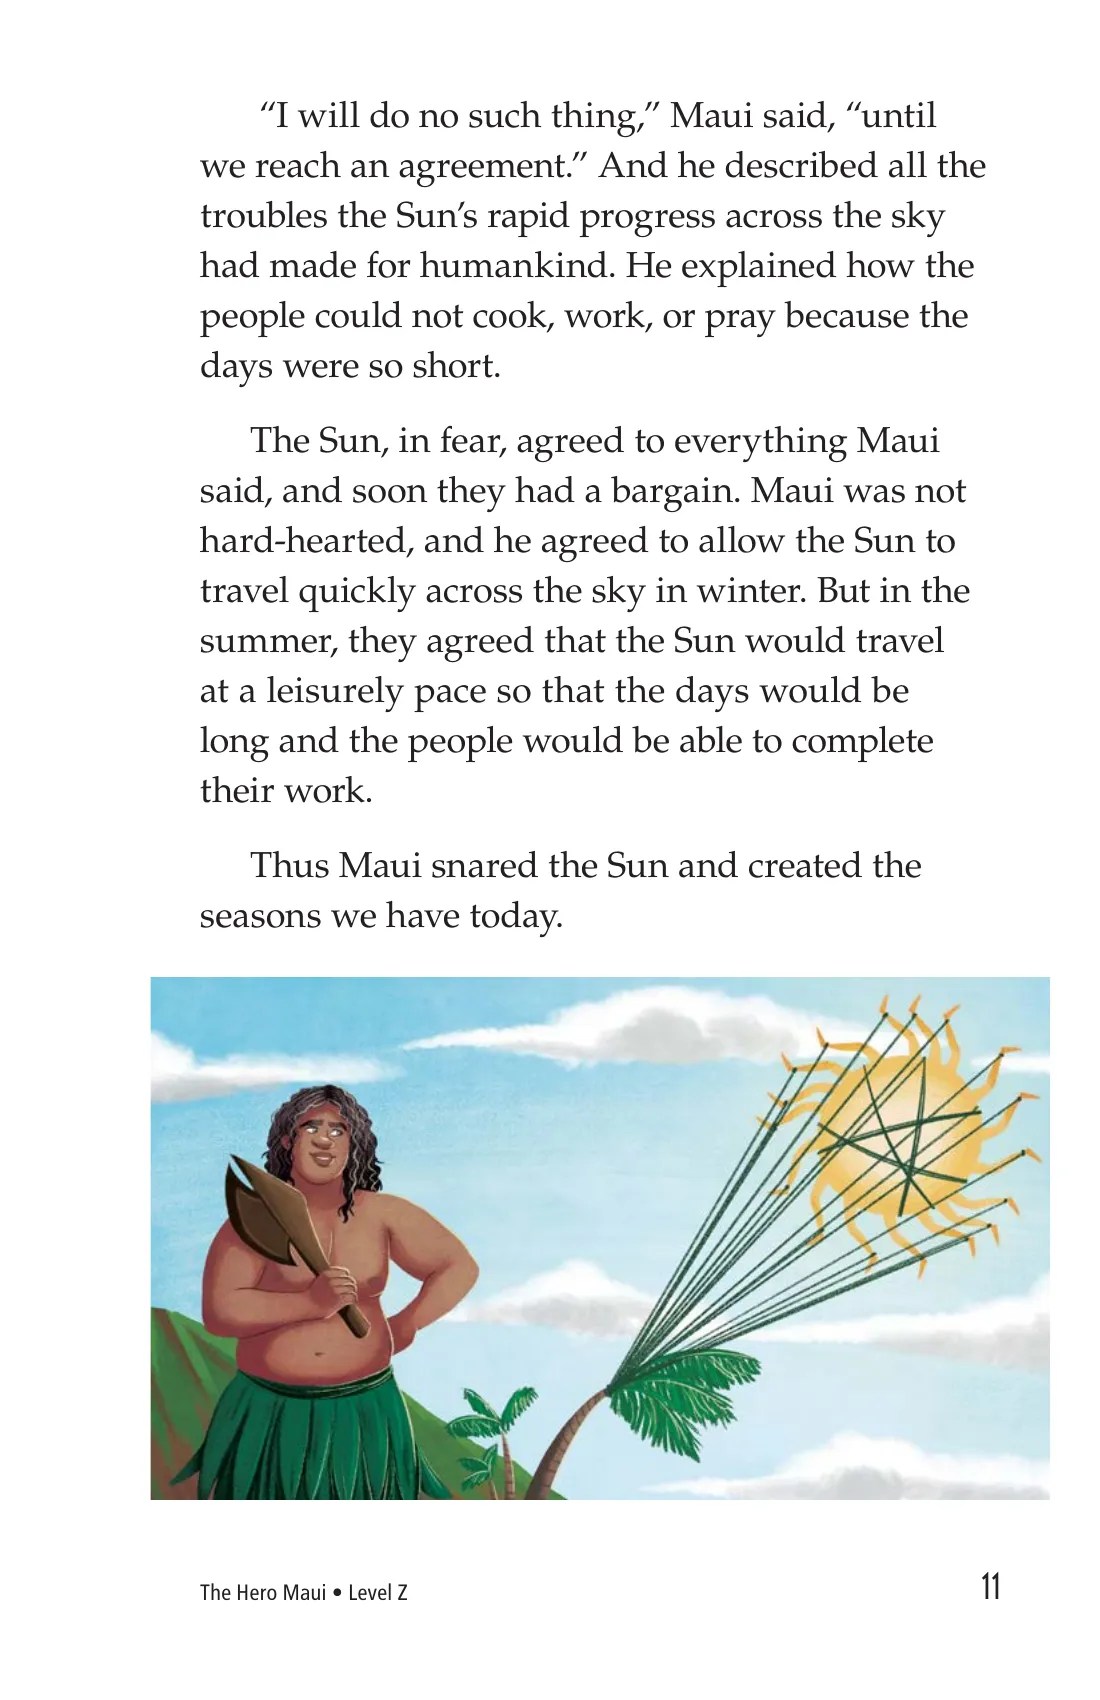 “I will do no such thing,” Maui said, “until
we reach an agreement.” And he described all the
troubles the Sun’s rapid progress across the sky
had made for humankind. He explained how the
people could not cook, work, or pray because the
days were so short.
The Sun, in fear, agreed to everything Maui
said, and soon they had a bargain. Maui was not
hard-hearted, and he agreed to allow the Sun to
travel quickly across the sky in winter. But in the
summer, they agreed that the Sun would travel
at a leisurely pace so that the days would be
long and the people would be able to complete
their work.
Thus Maui snared the Sun and created the
seasons we have today.
The Hero Maui • Level Z
11